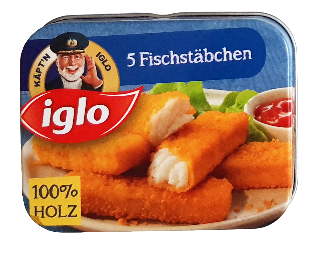 KÄPT'N IGLO
5 Fischstäbchen
iglo
100%
HOLZ